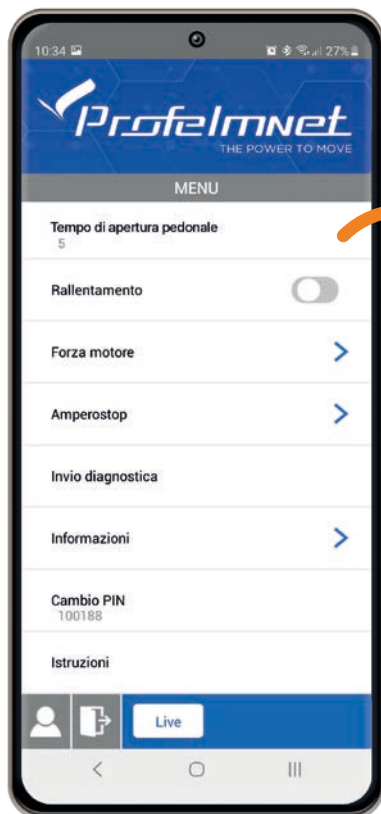 10:34
27%
Profelmnet
THE POWER TO MOVE
MENU
Tempo di apertura pedonale
5
Rallentamento
Forza motore
Amperostop
Invio diagnostica
Informazioni
Cambio PIN
100188
Istruzioni
Live